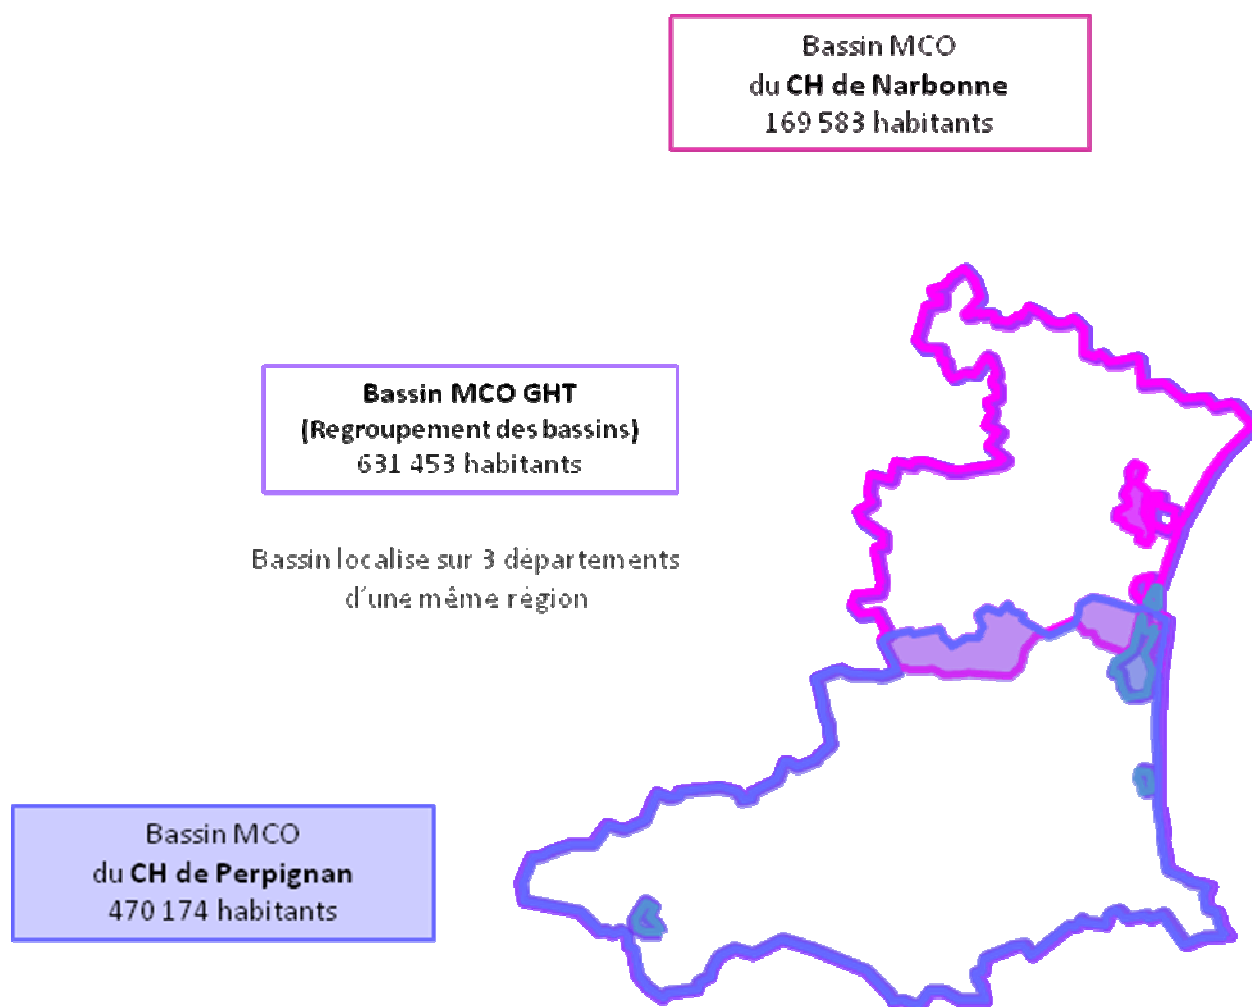 Bassin MCO
du CH de Narbonne
169 583 habitants
Bassin MCO GHT
(Regroupement des bassins)
631 453 habitants
Bassin localise sur 3 départements
d'une même région
Bassin MCO
du CH de Perpignan
470 174 habitants